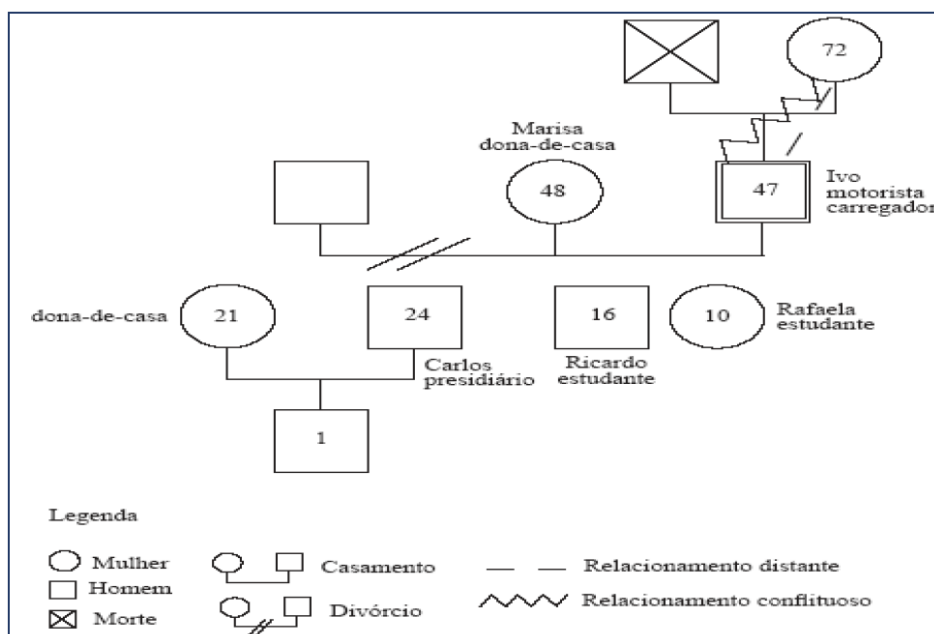 72
Marisa
dona-de-casa
48
47
Ivo
motorista
carregador
dona-de-casa
21
24
16
10
Rafaela
estudante
Carlos
presidiário
Ricardo
estudante
1
Legenda
Mulher
Casamento
Relacionamento distante
Homem
Morte
Divórcio
Relacionamento conflituoso